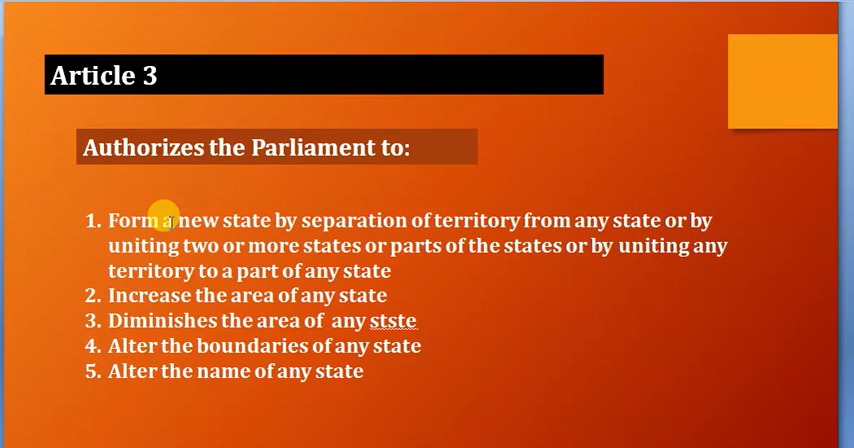 Article 3
Authorizes the Parliament to:
1. Form a new state by separation of territory from any state or by
uniting two or more states or parts of the states or by uniting any
territory to a part of any state
2. Increase the area of any state
3. Diminishes the area of any stste
4. Alter the boundaries of any state
5. Alter the name of any state